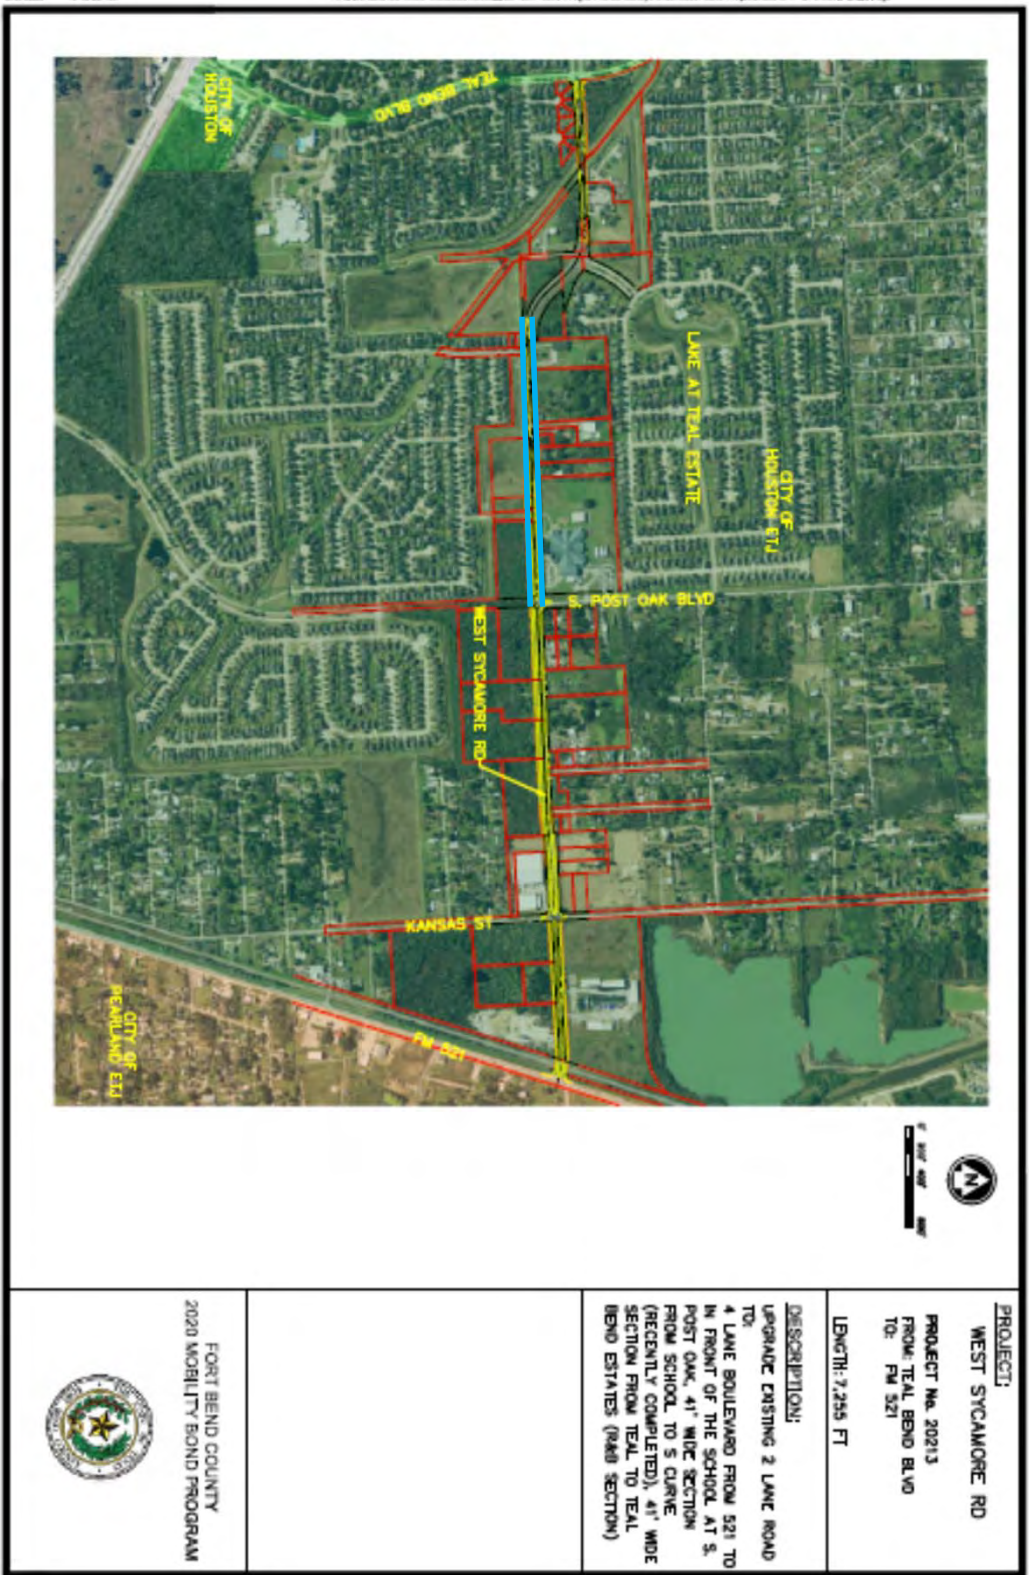 CITY OF
HOUSTON
TEAL BEND BLVD
LAKE AT TEAL ESTATE
CITY OF
HOUSTON ETJ
S. POST OAK BLVD
WEST SYCAMORE RD
KANSAS ST
FM 521
CITY OF
PEARLAND ETJ
N
PROJECT:
WEST SYCAMORE RD
PROJECT No. 20213
FROM: TEAL BEND BLVD
TO: FM 521
LENGTH: 7,255 FT
DESCRIPTION:
UPGRADE EXISTING 2 LANE ROAD
TO:
4 LANE BOULEVARD FROM 521 TO
IN FRONT OF THE SCHOOL AT S.
POST OAK, 41' WIDE SECTION
FROM SCHOOL TO S CURVE
(RECENTLY COMPLETED), 41' WIDE
SECTION FROM TEAL TO TEAL
BEND ESTATES (R&B SECTION)
FORT BEND COUNTY
2020 MOBILITY BOND PROGRAM